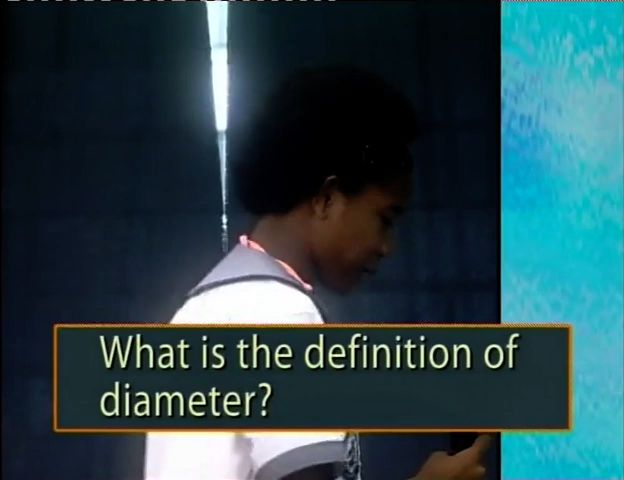 What is the definition of
diameter?